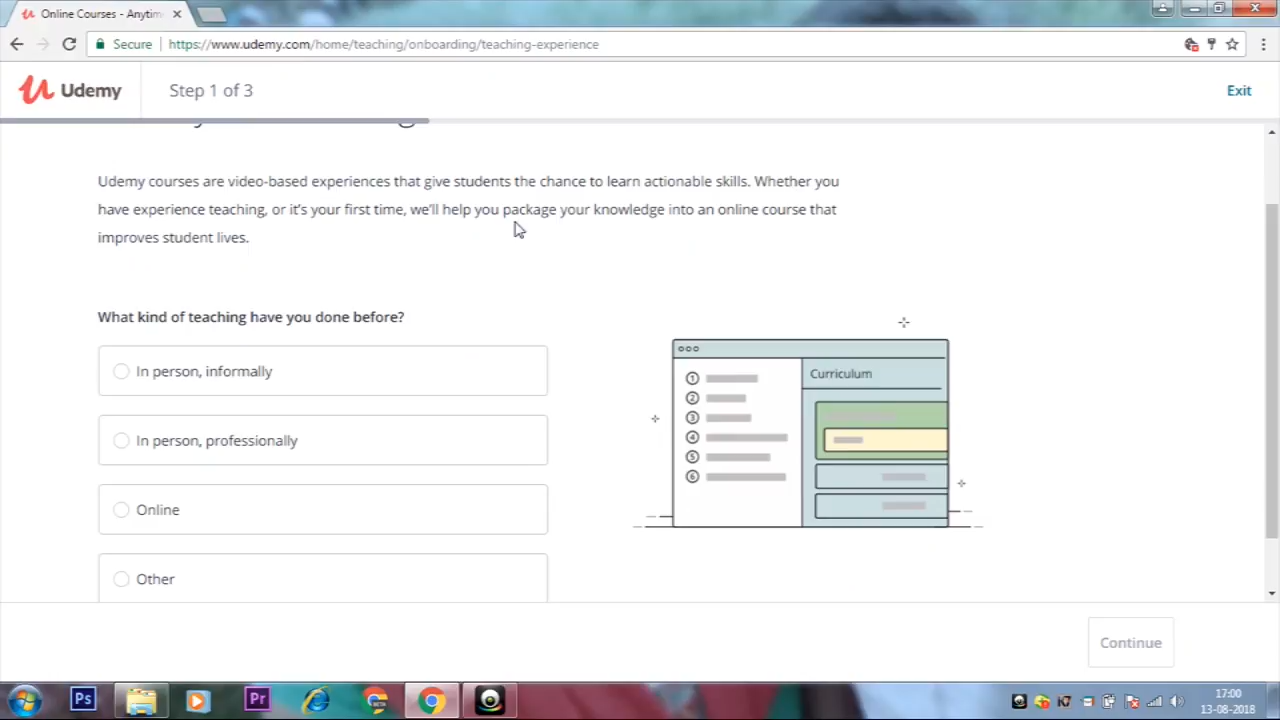 Online Courses - Anytim
Secure
https://www.udemy.com/home/teaching/onboarding/teaching-experience
Udemy
Step 1 of 3
Exit
Udemy courses are video-based experiences that give students the chance to learn actionable skills. Whether you
have experience teaching, or it's your first time, we'll help you package your knowledge into an online course that
improves student lives.
What kind of teaching have you done before?
In person, informally
In person, professionally
Online
Other
Curriculum
1
2
3
4
5
6
Continue
Ps
Pr
BETA
17:00
13-08-2018